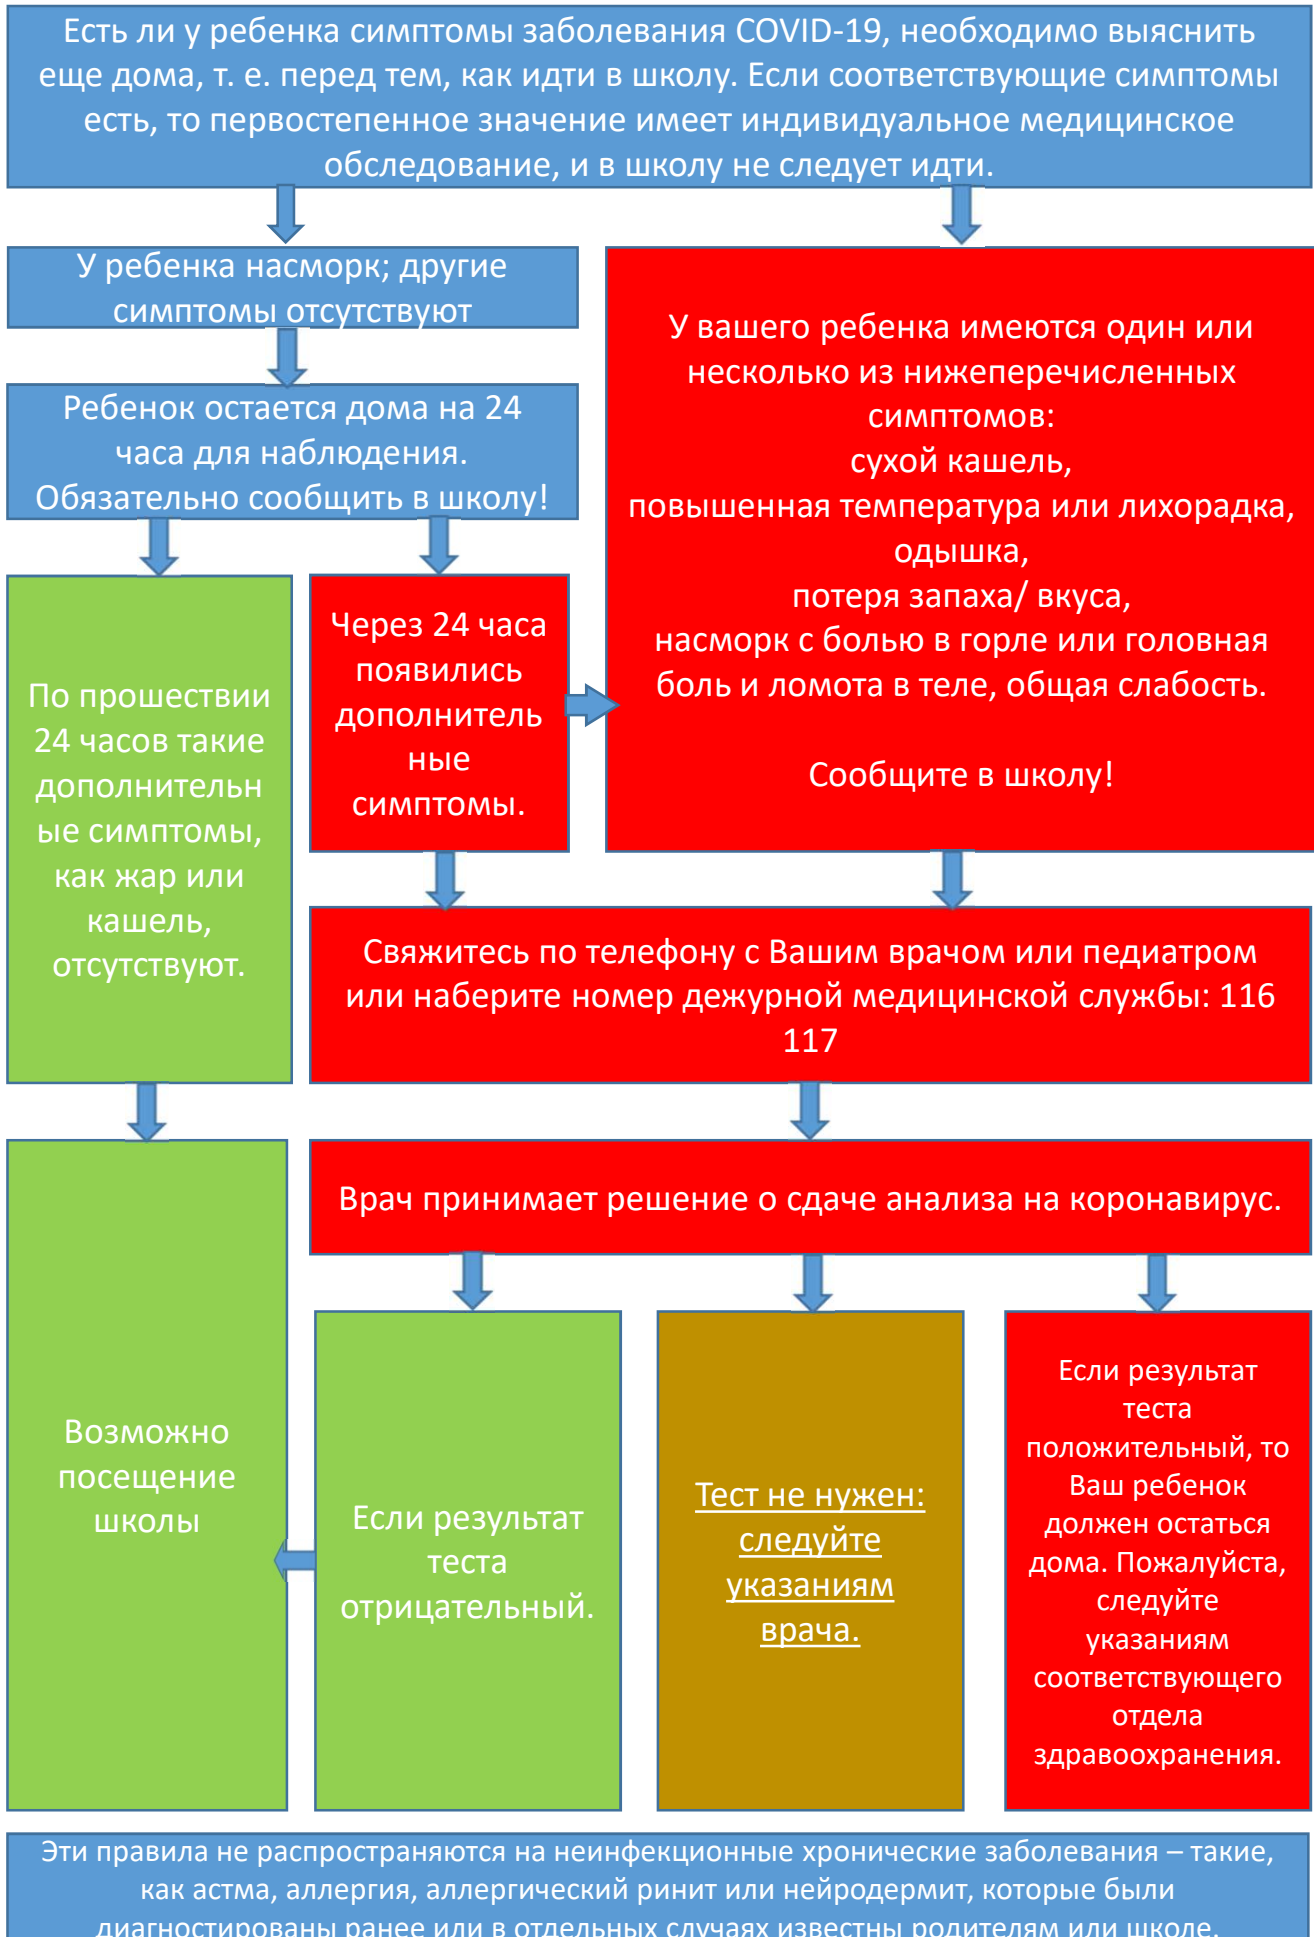 Есть ли у ребенка симптомы заболевания COVID-19, необходимо выяснить
еще дома, т. е. перед тем, как идти в школу. Если соответствующие симптомы
есть, то первостепенное значение имеет индивидуальное медицинское
обследование, и в школу не следует идти.
У ребенка насморк; другие
симптомы отсутствуют
Ребенок остается дома на 24
часа для наблюдения.
Обязательно сообщить в школу!
У вашего ребенка имеются один или
несколько из нижеперечисленных
симптомов:
сухой кашель,
повышенная температура или лихорадка,
одышка,
потеря запаха/ вкуса,
насморк с болью в горле или головная
боль и ломота в теле, общая слабость.
Сообщите в школу!
По прошествии
24 часов такие
дополнительн
ые симптомы,
как жар или
кашель,
отсутствуют.
Через 24 часа
появились
дополнитель
ные
симптомы.
Свяжитесь по телефону с Вашим врачом или педиатром
или наберите номер дежурной медицинской службы: 116
117
Врач принимает решение о сдаче анализа на коронавирус.
Возможно
посещение
школы
Если результат
теста
отрицательный.
Тест не нужен:
следуйте
указаниям
врача.
Если результат
теста
положительный, то
Ваш ребенок
должен остаться
дома. Пожалуйста,
следуйте
указаниям
соответствующего
отдела
здравоохранения.
Эти правила не распространяются на неинфекционные хронические заболевания – такие,
как астма, аллергия, аллергический ринит или нейродермит, которые были
диагностированы ранее или в отдельных случаях известны родителям или школе.